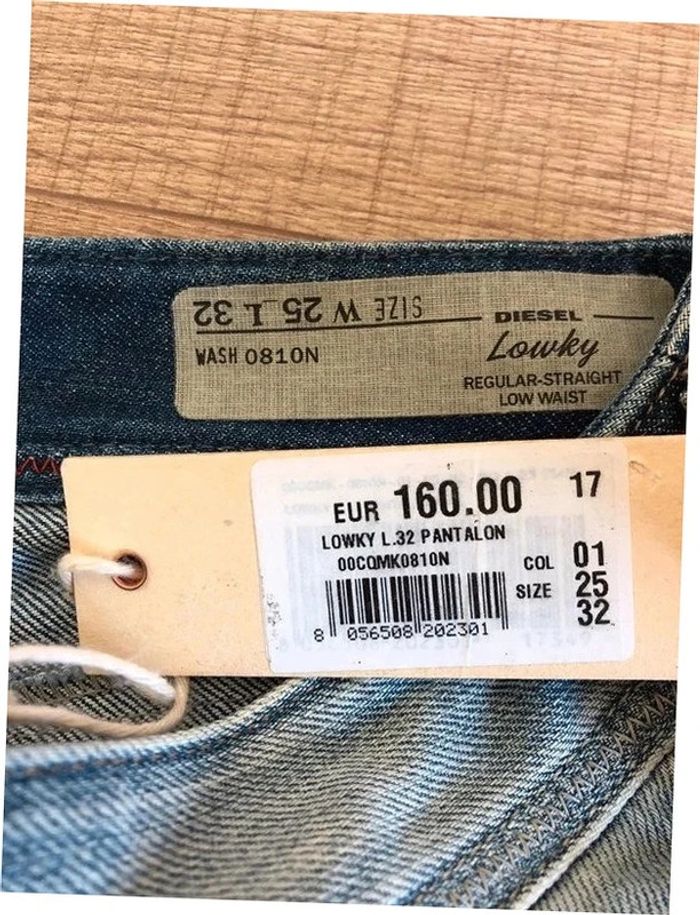 SIZE W 25 L 32
WASH 0810N
DIESEL
Lowky
REGULAR-STRAIGHT
LOW WAIST
EUR 160.00 17
LOWKY L.32 PANTALON
00CQMK0810N
COL 01
SIZE 25
32
8 056508 202301